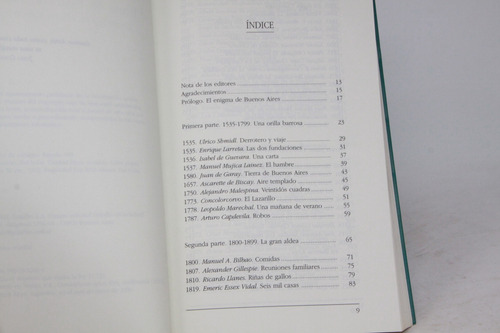 ÍNDICE
Nota de los editores 13
Agradecimientos 15
Prólogo. El enigma de Buenos Aires 17
Primera parte. 1535-1799. Una orilla barrosa 23
1535. Ulrico Shmidl. Derrotero y viaje 29
1535. Enrique Larreta. Las dos fundaciones 31
1536. Isabel de Guevara. Una carta 37
1541. Manuel Mujica Lainez. El hambre 39
1580. Juan de Garay. Tierra de Buenos Aires 43
1657. Ascarette de Biscay. Aire templado 45
1750. Alejandro Malaspina. Veintidós cuadras 51
1773. Concolorcorvo. El Lazarillo 53
1778. Leopoldo Marechal. Una mañana de verano 55
1787. Arturo Capdevila. Robos 59
Segunda parte. 1800-1899. La gran aldea 65
1800. Manuel A. Bilbao. Comidas 71
1807. Alexander Gillespie. Reuniones familiares 75
1810. Ricardo Llanes. Riñas de gallos 79
1819. Emeric Essex Vidal. Seis mil casas 83
9